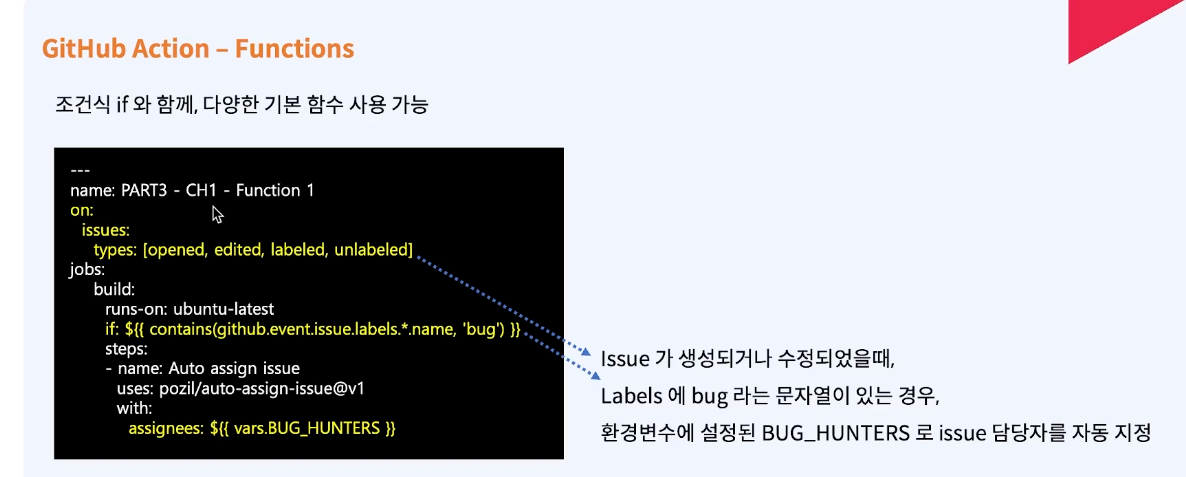 GitHub Action – Functions
조건식 if 와 함께, 다양한 기본 함수 사용 가능
---
name: PART3 - CH1 - Function 1
on:
  issues:
    types: [opened, edited, labeled, unlabeled]
jobs:
    build:
      runs-on: ubuntu-latest
      if: ${{ contains(github.event.issue.labels.*.name, 'bug') }}
      steps:
      - name: Auto assign issue
        uses: pozil/auto-assign-issue@v1
        with:
          assignees: ${{ vars.BUG_HUNTERS }}
Issue 가 생성되거나 수정되었을때,
Labels 에 bug 라는 문자열이 있는 경우,
환경변수에 설정된 BUG_HUNTERS 로 issue 담당자를 자동 지정